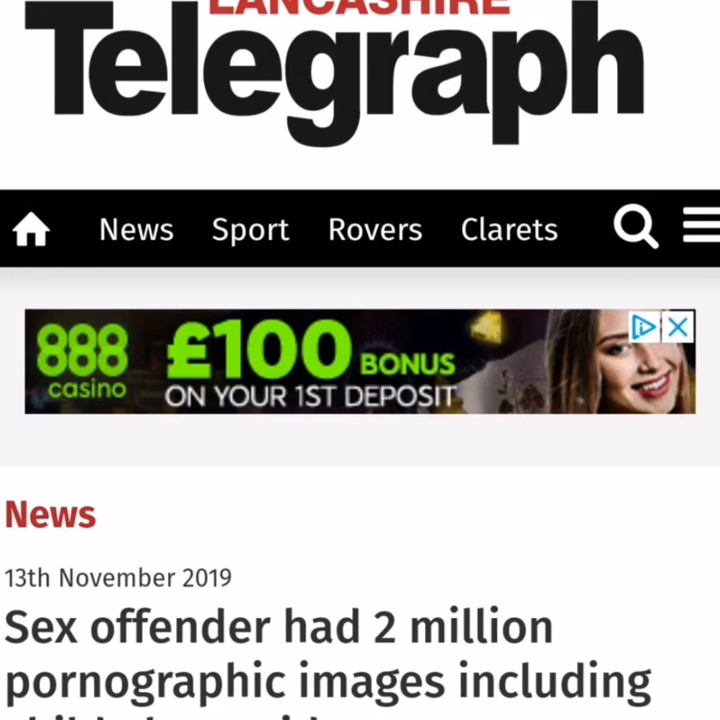 LANCASHIRE
Telegraph
News Sport Rovers Clarets
888 casino
£100 BONUS
ON YOUR 1ST DEPOSIT
News
13th November 2019
Sex offender had 2 million
pornographic images including